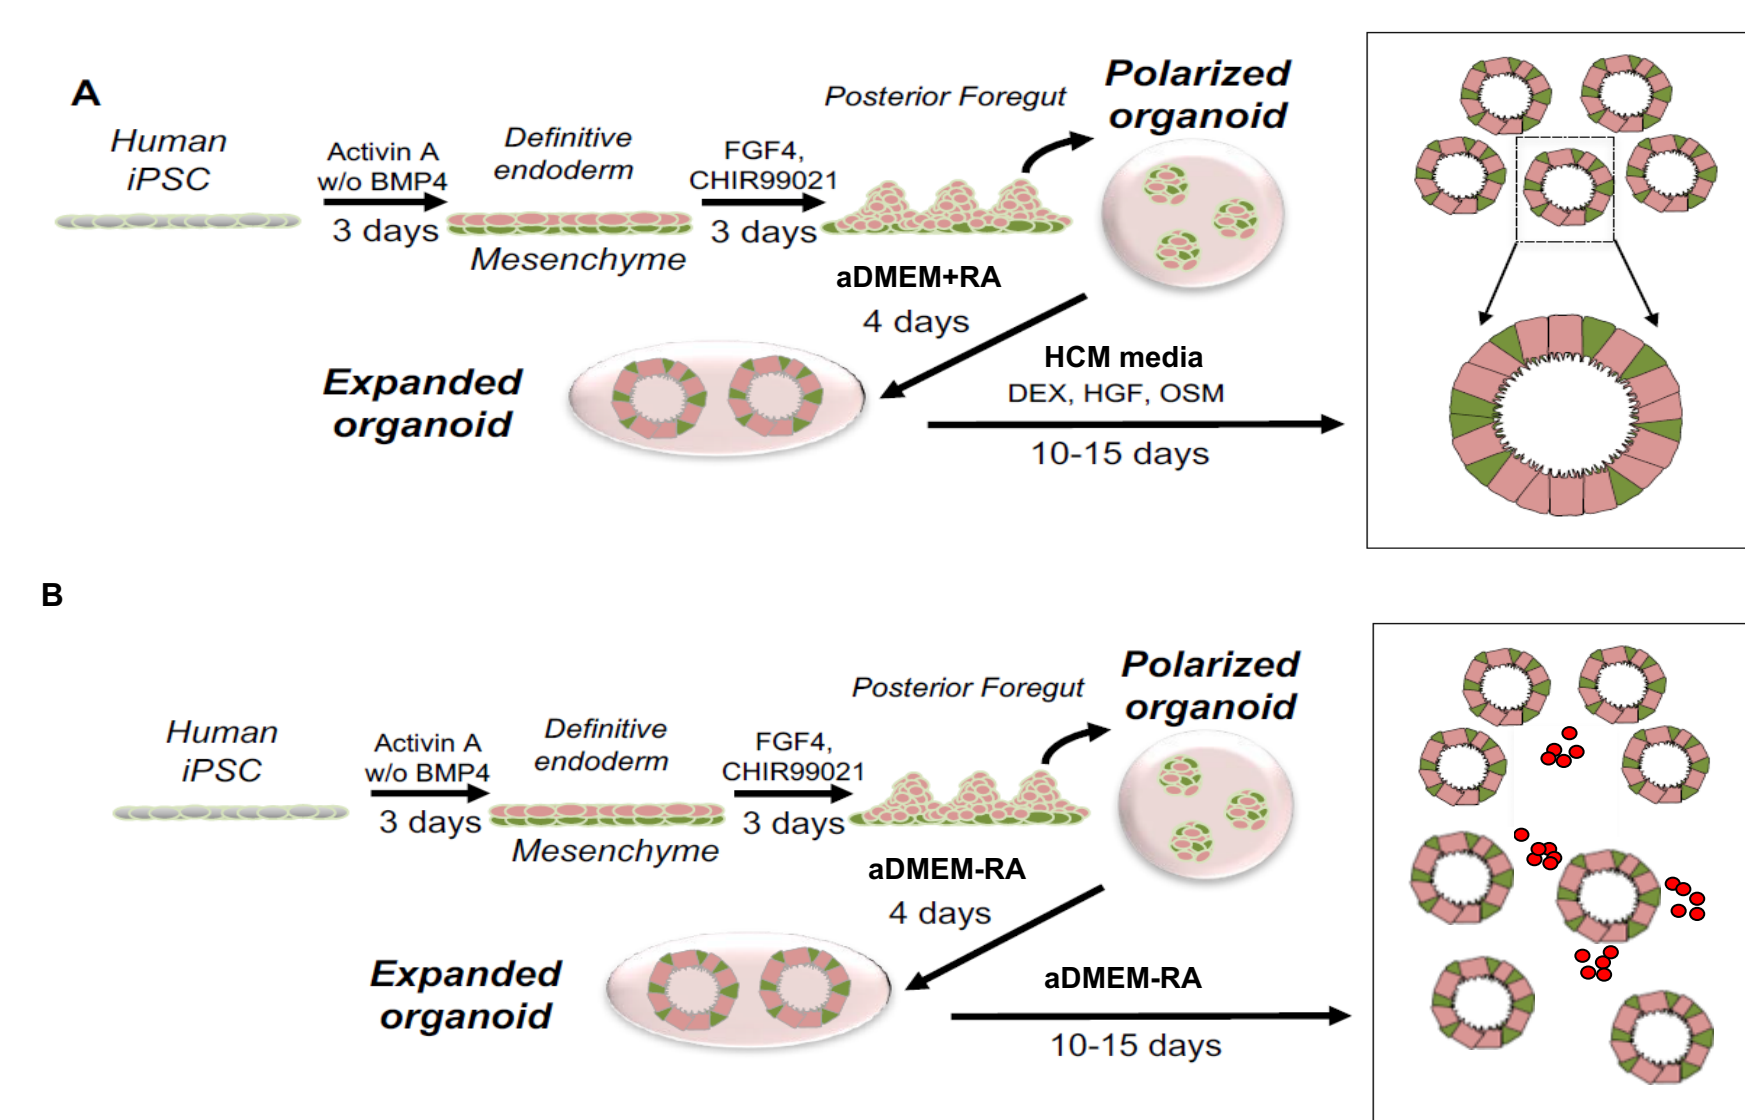 A
Human
iPSC
Activin A
w/o BMP4
3 days
Definitive
endoderm
Mesenchyme
FGF4,
CHIR99021
3 days
Posterior Foregut
Polarized
organoid
aDMEM+RA
4 days
Expanded
organoid
HCM media
DEX, HGF, OSM
10-15 days
B
Human
iPSC
Activin A
w/o BMP4
3 days
Definitive
endoderm
Mesenchyme
FGF4,
CHIR99021
3 days
Posterior Foregut
Polarized
organoid
aDMEM-RA
4 days
Expanded
organoid
aDMEM-RA
10-15 days